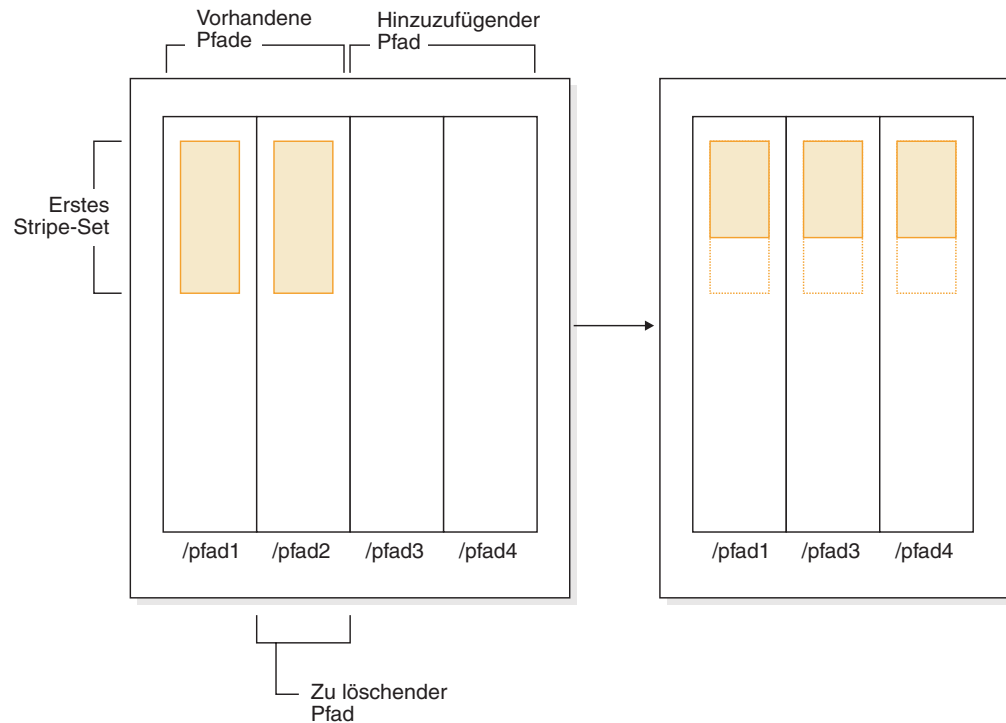 Vorhandene
Pfade
Hinzuzufügender
Pfad
Erstes
Stripe-Set
/pfad1
/pfad2
/pfad3
/pfad4
/pfad1
/pfad3
/pfad4
Zu löschender
Pfad